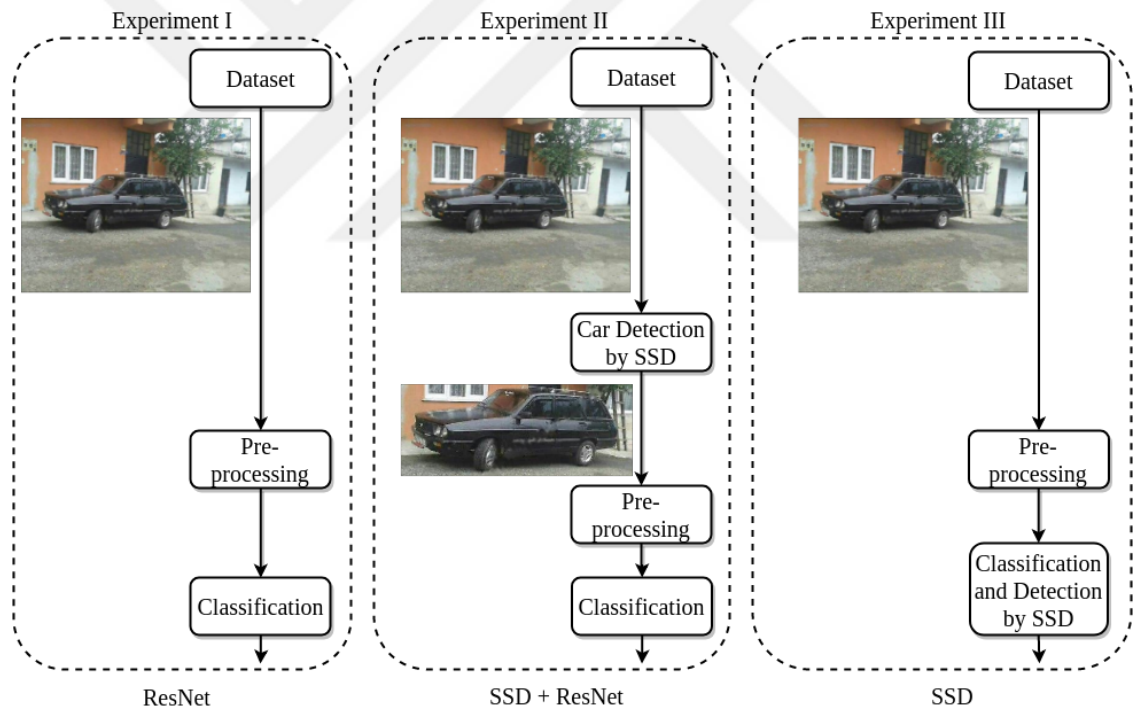 Experiment I
Dataset
Pre-
processing
Classification
ResNet
Experiment II
Dataset
Car Detection
by SSD
Pre-
processing
Classification
SSD + ResNet
Experiment III
Dataset
Pre-
processing
Classification
and Detection
by SSD
SSD